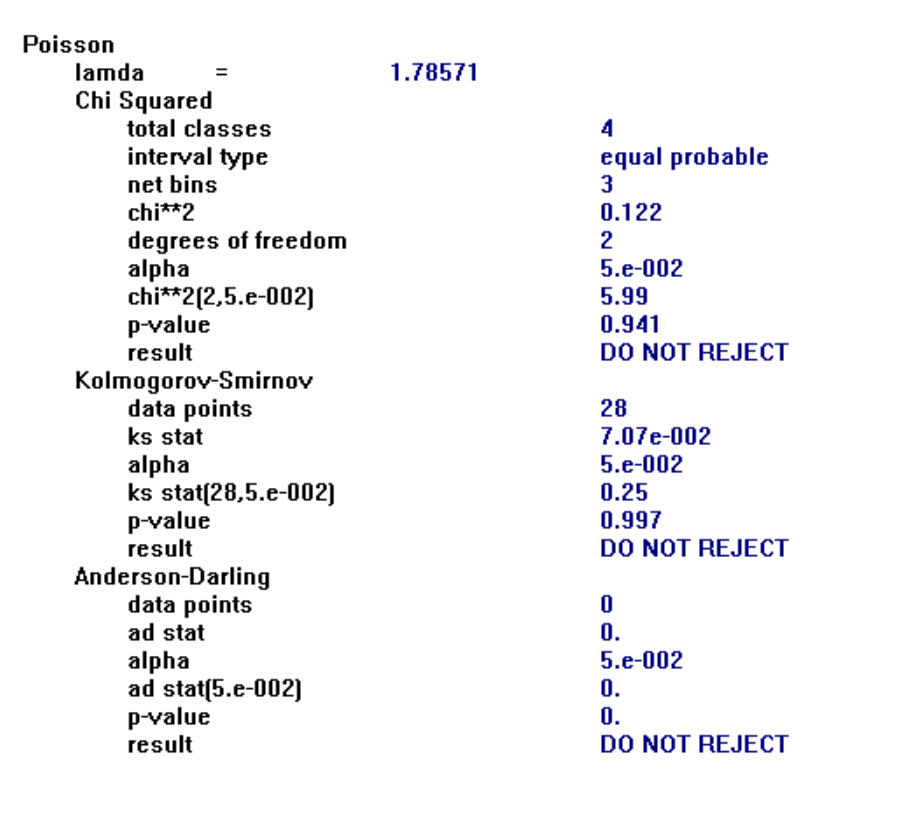 Poisson
lamda = 1.78571
Chi Squared
total classes 4
interval type equal probable
net bins 3
chi**2 0.122
degrees of freedom 2
alpha 5.e-002
chi**2(2,5.e-002) 5.99
p-value 0.941
result DO NOT REJECT
Kolmogorov-Smirnov
data points 28
ks stat 7.07e-002
alpha 5.e-002
ks stat(28,5.e-002) 0.25
p-value 0.997
result DO NOT REJECT
Anderson-Darling
data points 0
ad stat 0.
alpha 5.e-002
ad stat(5.e-002) 0.
p-value 0.
result DO NOT REJECT